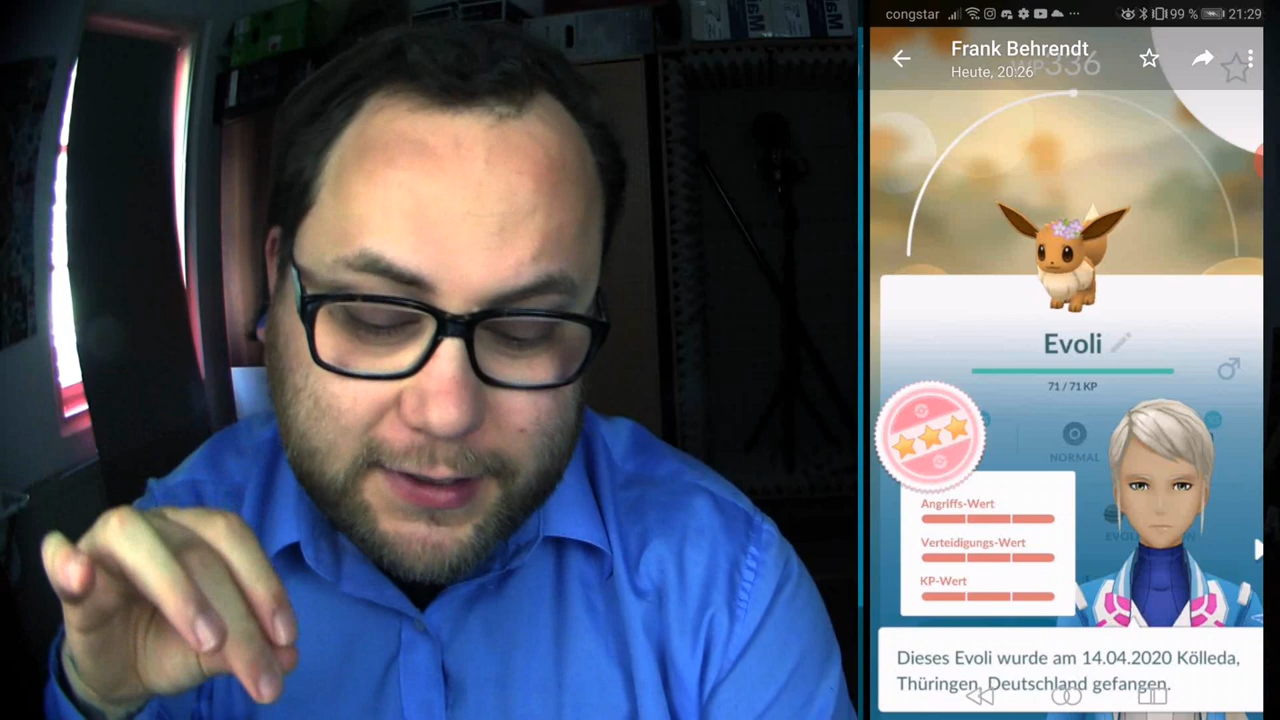 congstar
99 % 21:29
Frank Behrendt
Heute, 20:26
WP336
Evoli
71 / 71 KP
NORMAL
Angriffs-Wert
Verteidigungs-Wert
KP-Wert
Dieses Evoli wurde am 14.04.2020 Kölleda,
Thüringen, Deutschland gefangen.